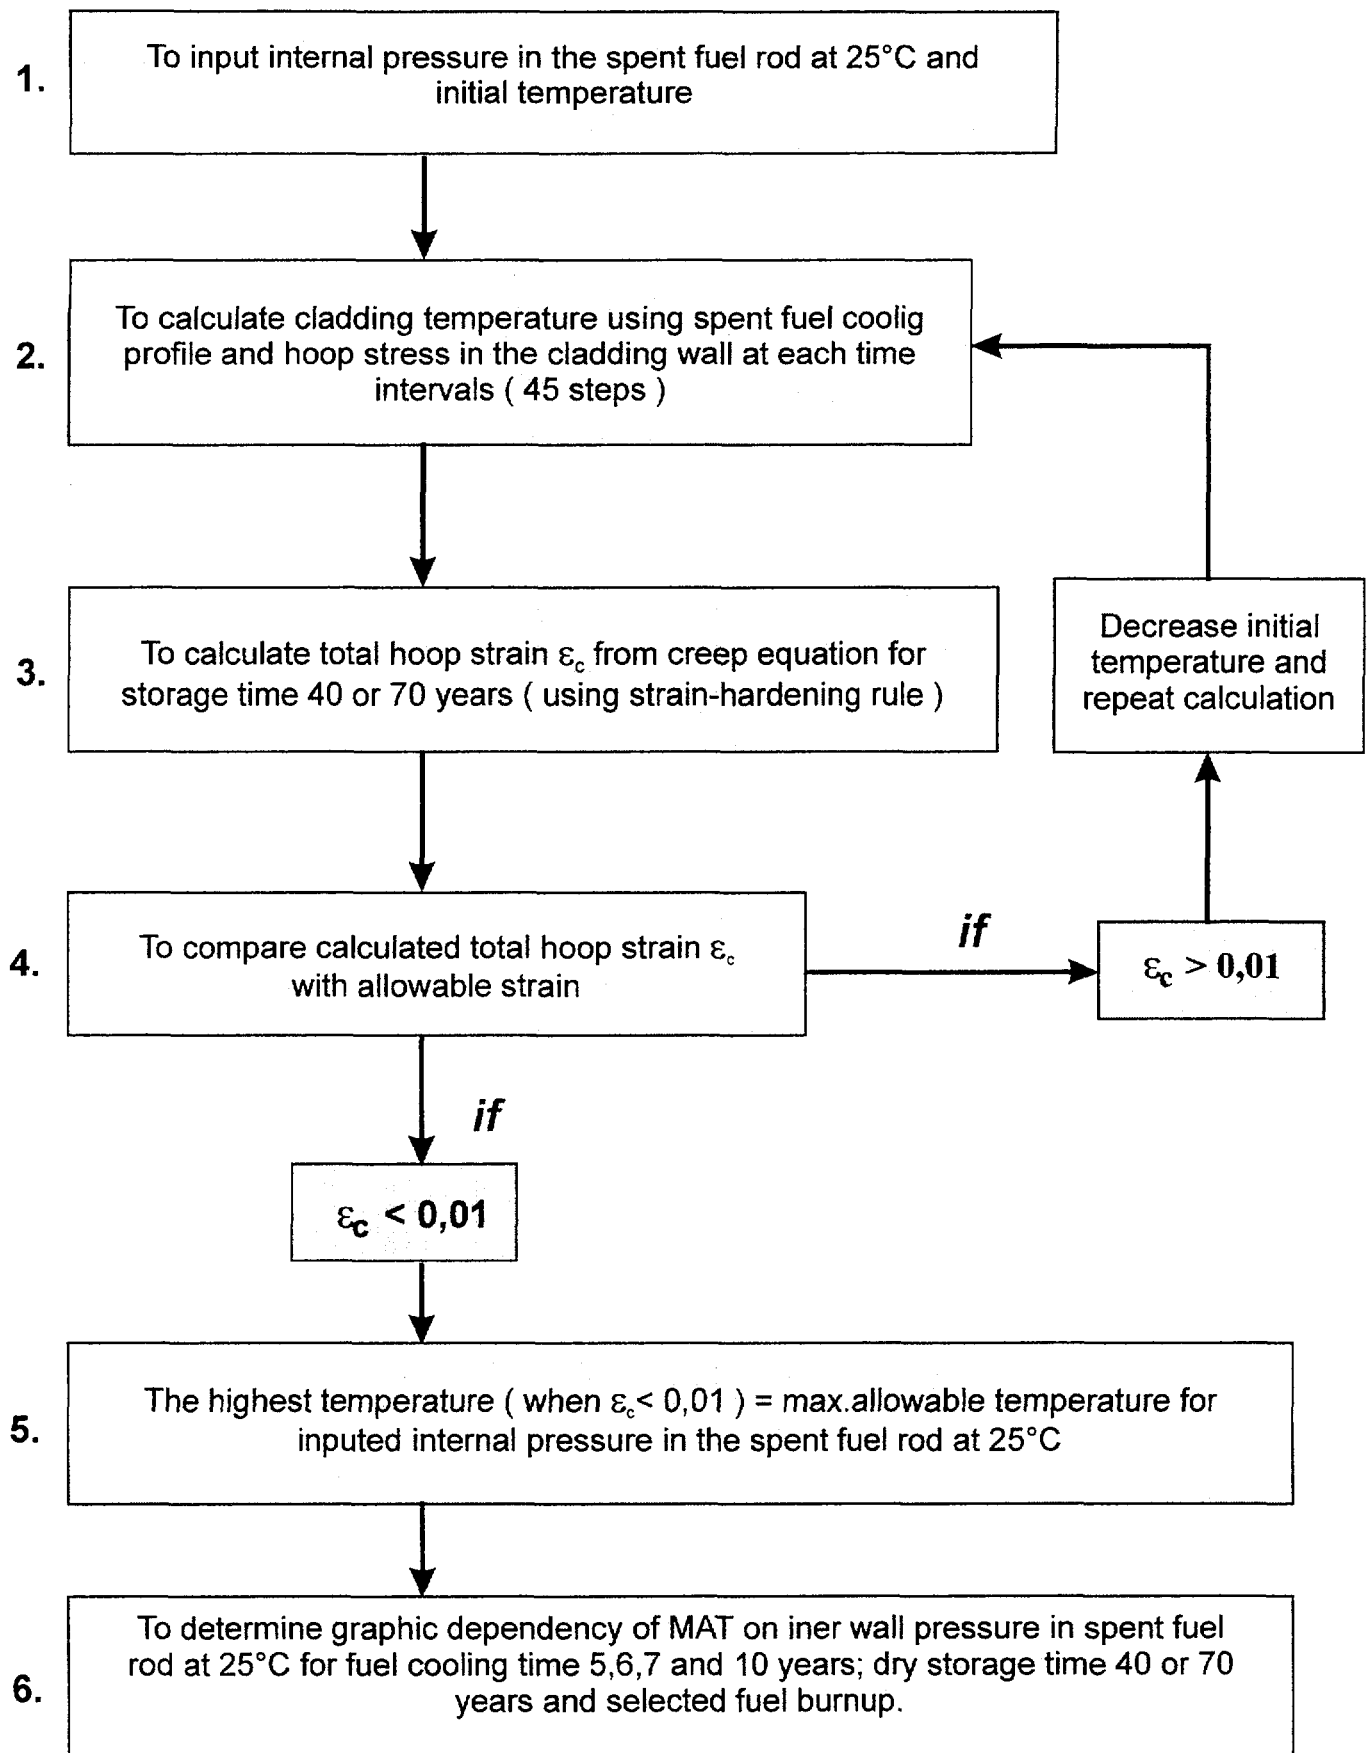 1.
To input internal pressure in the spent fuel rod at 25°C and
initial temperature
2.
To calculate cladding temperature using spent fuel coolig
profile and hoop stress in the cladding wall at each time
intervals ( 45 steps )
3.
To calculate total hoop strain εc from creep equation for
storage time 40 or 70 years ( using strain-hardening rule )
Decrease initial
temperature and
repeat calculation
4.
To compare calculated total hoop strain εc
with allowable strain
if
εc > 0,01
if
εc < 0,01
5.
The highest temperature ( when εc< 0,01 ) = max.allowable temperature for
inputed internal pressure in the spent fuel rod at 25°C
6.
To determine graphic dependency of MAT on iner wall pressure in spent fuel
rod at 25°C for fuel cooling time 5,6,7 and 10 years; dry storage time 40 or 70
years and selected fuel burnup.